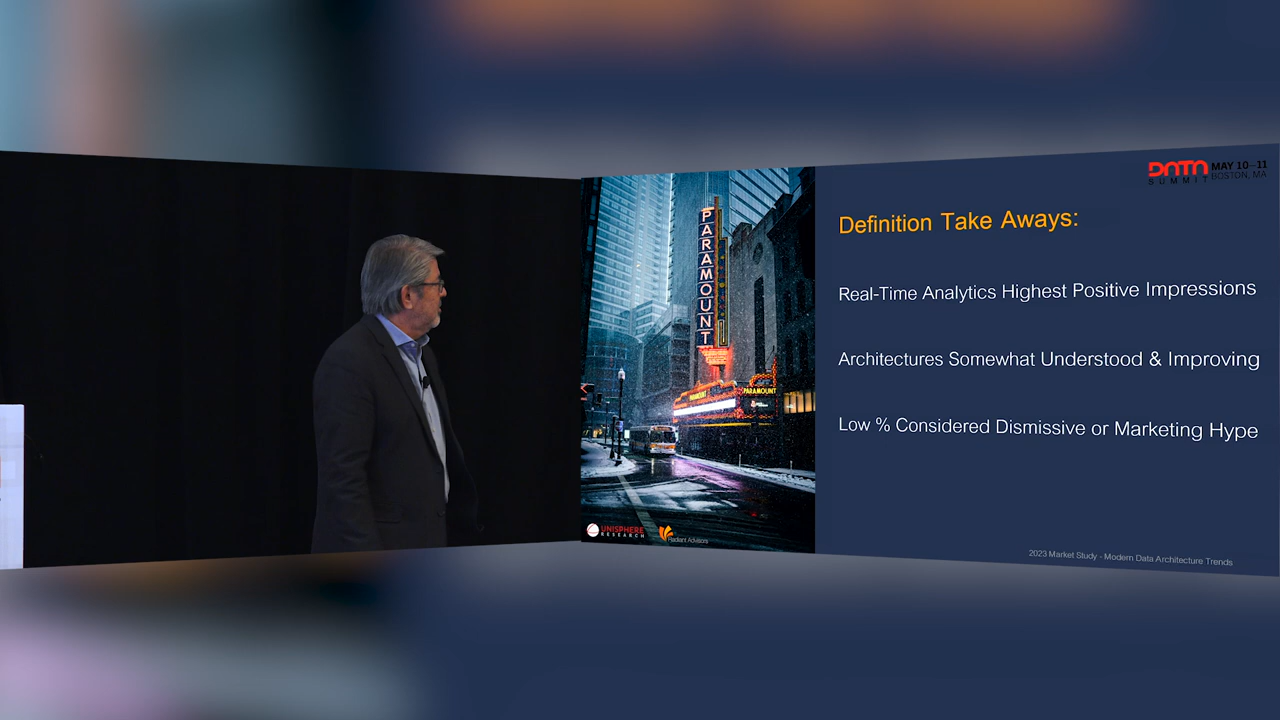 PARAMOUNT
PARAMOUNT
PARAMOUNT
UNISPHERE
RESEARCH
Radiant Advisors
DATA
SUMMIT
MAY 10–11
BOSTON, MA
Definition Take Aways:
Real-Time Analytics Highest Positive Impressions
Architectures Somewhat Understood & Improving
Low % Considered Dismissive or Marketing Hype
2023 Market Study - Modern Data Architecture Trends